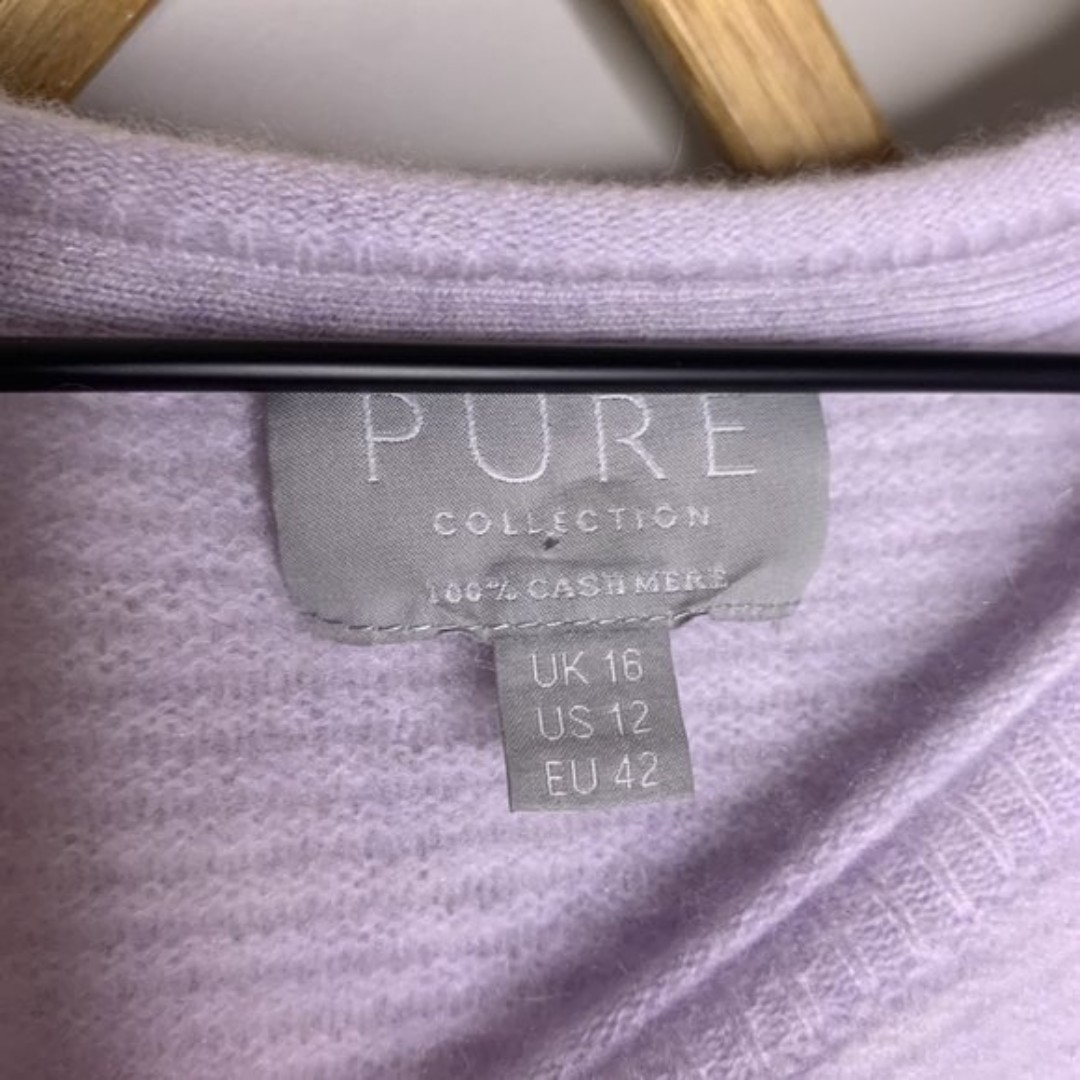 PURE
COLLECTION
100% CASHMERE
UK 16
US 12
EU 42